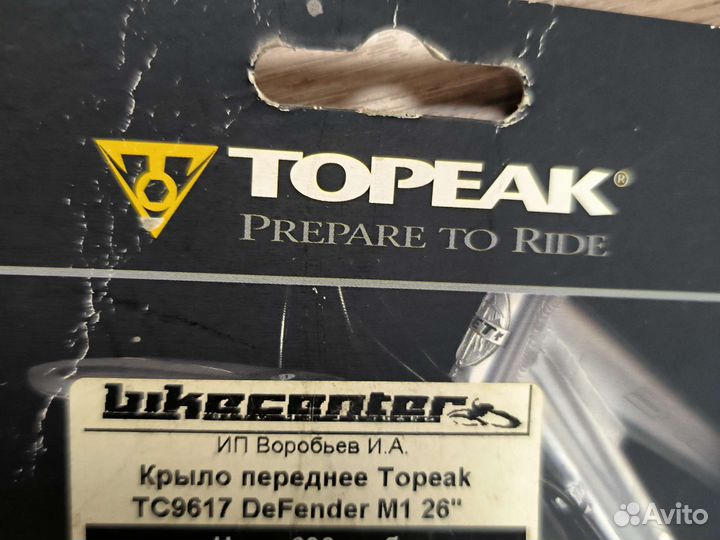 TOPEAK®
PREPARE TO RIDE
bikecenter
ИП Воробьев И.А.
Крыло переднее Topeak
TC9617 DeFender M1 26"
Avito